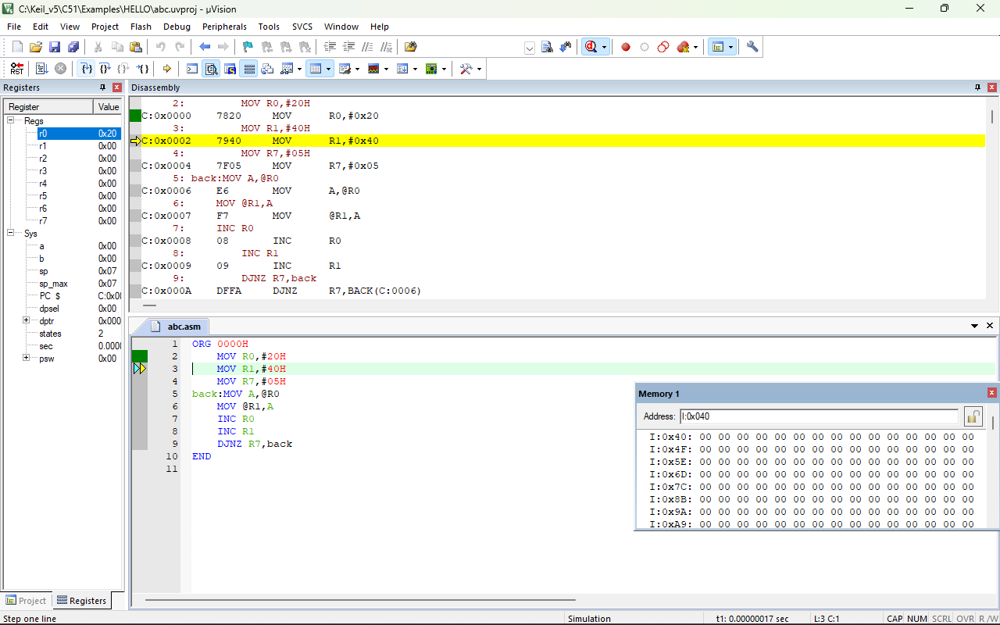 C:\Keil_v5\C51\Examples\HELLO\abc.uvproj - µVision
File Edit View Project Flash Debug Peripherals Tools SVCS Window Help
RST
Registers
Register Value
Regs
r0 0x20
r1 0x00
r2 0x00
r3 0x00
r4 0x00
r5 0x00
r6 0x00
r7 0x00
Sys
a 0x00
b 0x00
sp 0x07
sp_max 0x07
PC $ C:0x00
dpsel 0x00
dptr 0x000
states 2
sec 0.0000
psw 0x00
Project Registers
Disassembly
2: MOV R0,#20H
C:0x0000 7820 MOV R0,#0x20
3: MOV R1,#40H
C:0x0002 7940 MOV R1,#0x40
4: MOV R7,#05H
C:0x0004 7F05 MOV R7,#0x05
5: back:MOV A,@R0
C:0x0006 E6 MOV A,@R0
6: MOV @R1,A
C:0x0007 F7 MOV @R1,A
7: INC R0
C:0x0008 08 INC R0
8: INC R1
C:0x0009 09 INC R1
9: DJNZ R7,back
C:0x000A DFFA DJNZ R7,BACK(C:0006)
abc.asm
1 ORG 0000H
2 MOV R0,#20H
3 MOV R1,#40H
4 MOV R7,#05H
5 back:MOV A,@R0
6 MOV @R1,A
7 INC R0
8 INC R1
9 DJNZ R7,back
10 END
11
Memory 1
Address: I:0x040
I:0x40: 00 00 00 00 00 00 00 00 00 00 00 00 00 00 00
I:0x4F: 00 00 00 00 00 00 00 00 00 00 00 00 00 00 00
I:0x5E: 00 00 00 00 00 00 00 00 00 00 00 00 00 00 00
I:0x6D: 00 00 00 00 00 00 00 00 00 00 00 00 00 00 00
I:0x7C: 00 00 00 00 00 00 00 00 00 00 00 00 00 00 00
I:0x8B: 00 00 00 00 00 00 00 00 00 00 00 00 00 00 00
I:0x9A: 00 00 00 00 00 00 00 00 00 00 00 00 00 00 00
I:0xA9: 00 00 00 00 00 00 00 00 00 00 00 00 00 00 00
Step one line Simulation t1: 0.00000017 sec L:3 C:1 CAP NUM SCRL OVR R /W